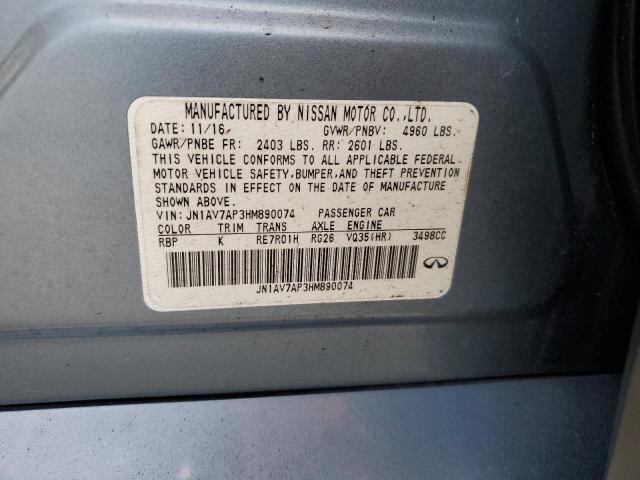 MANUFACTURED BY NISSAN MOTOR CO.,LTD.
DATE: 11/16 GVWR/PNBV: 4960 LBS.
GAWR/PNBE FR: 2403 LBS. RR: 2601 LBS.
THIS VEHICLE CONFORMS TO ALL APPLICABLE FEDERAL
MOTOR VEHICLE SAFETY,BUMPER,AND THEFT PREVENTION
STANDARDS IN EFFECT ON THE DATE OF MANUFACTURE
SHOWN ABOVE.
VIN: JN1AV7AP3HM890074 PASSENGER CAR
COLOR TRIM TRANS AXLE ENGINE
RBP K RE7R01H RG26 VQ35(HR) 3498CC
JN1AV7AP3HM890074